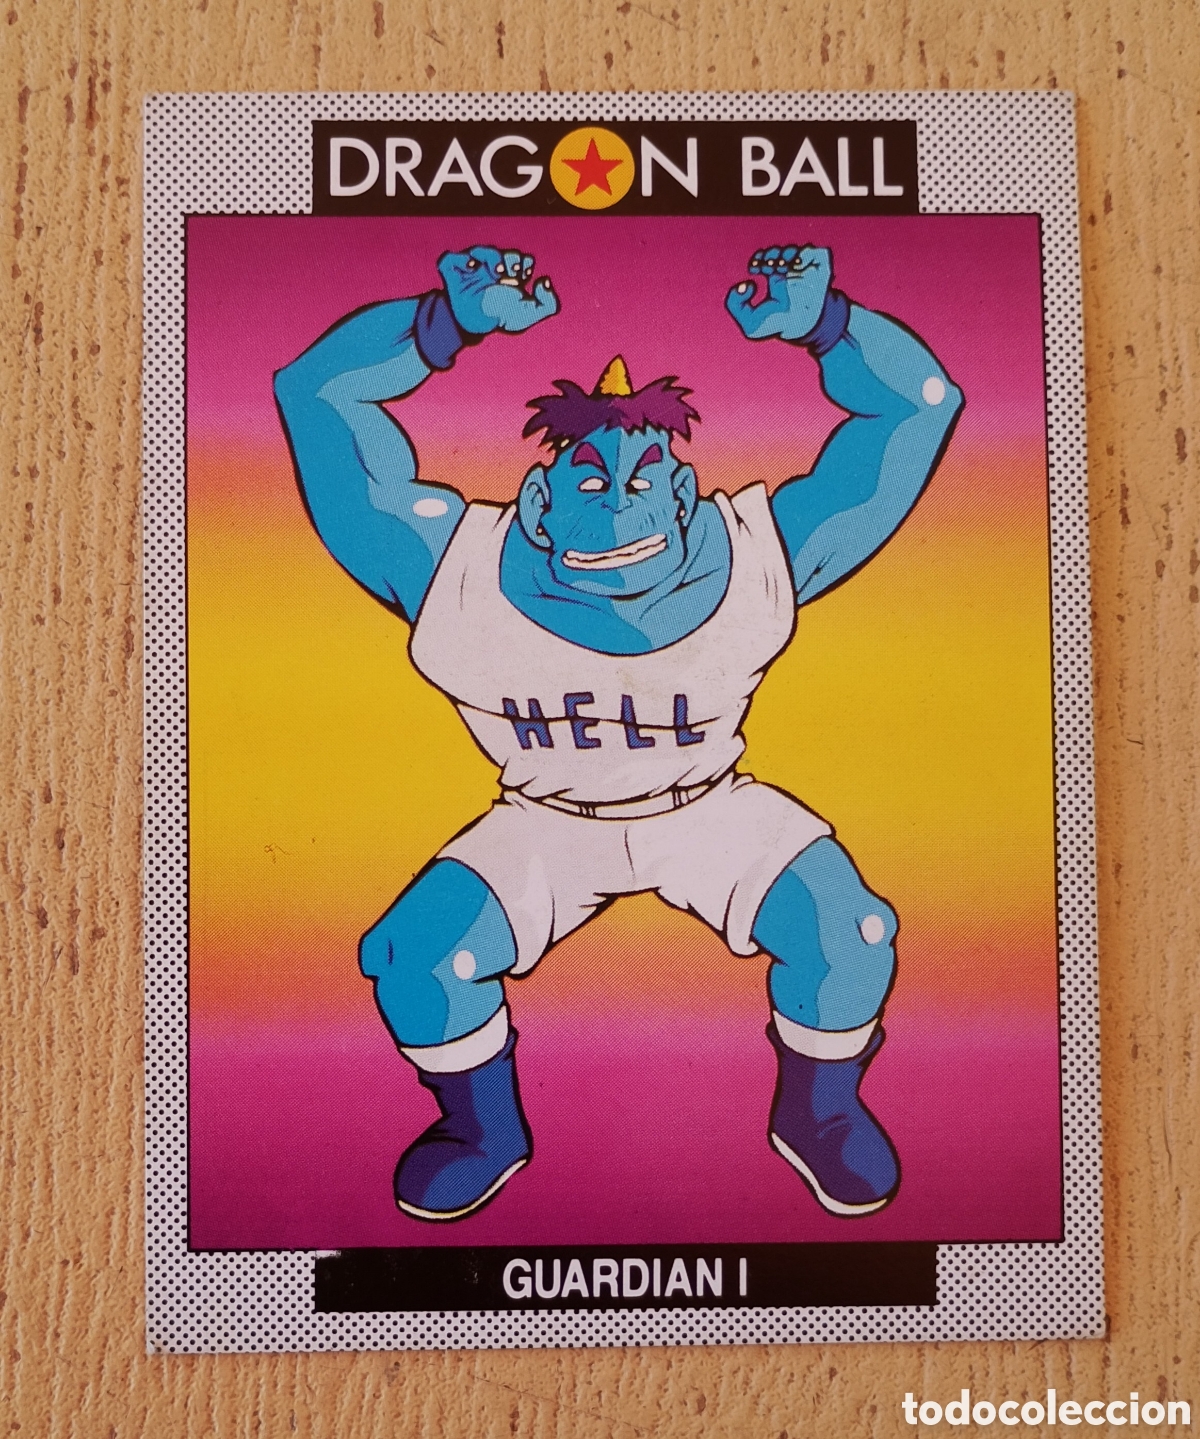 DRAGON BALL
HELL
GUARDIAN I
todocoleccion